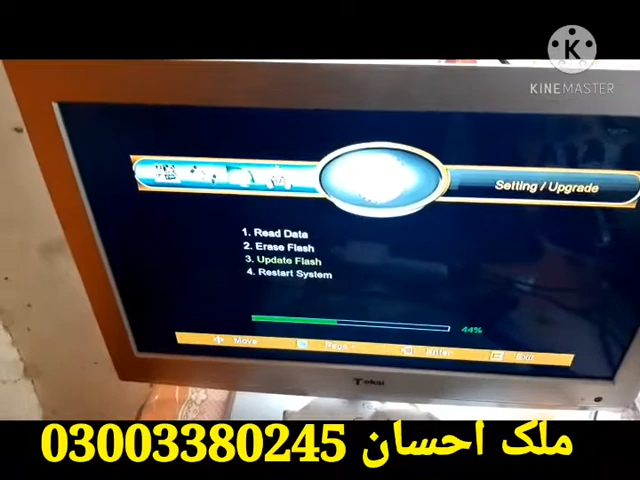 KINEMASTER
Setting / Upgrade
1. Read Data
2. Erase Flash
3. Update Flash
4. Restart System
44%
Move
Page
Enter
Exit
ملک احسان 03003380245